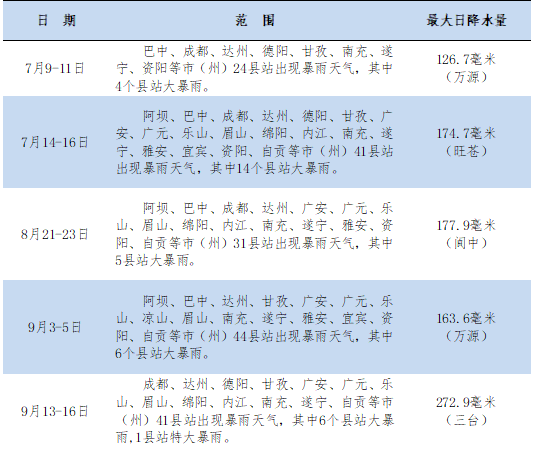 日 期 范 围 最大日降水量
7月9-11日
巴中、成都、达州、德阳、甘孜、南充、遂
宁、资阳等市（州）24县站出现暴雨天气，其中
4个县站大暴雨。
126.7毫米
（万源）
7月14-16日
阿坝、巴中、成都、达州、德阳、甘孜、广
安、广元、乐山、眉山、绵阳、内江、南充、遂
宁、雅安、宜宾、资阳、自贡等市（州）41县站
出现暴雨天气，其中14个县站大暴雨。
174.7毫米
（旺苍）
8月21-23日
阿坝、巴中、成都、达州、广安、广元、乐
山、眉山、绵阳、内江、南充、遂宁、雅安、资
阳、自贡等市（州）31县站出现暴雨天气，其中
5县站大暴雨。
177.9毫米
（阆中）
9月3-5日
阿坝、巴中、达州、甘孜、广安、广元、乐
山、凉山、眉山、南充、遂宁、雅安、宜宾、资
阳、自贡等市（州）44县站出现暴雨天气，其中
6个县站大暴雨。
163.6毫米
（万源）
9月13-16日
成都、达州、德阳、甘孜、广安、广元、乐
山、眉山、绵阳、内江、南充、遂宁、自贡等市
（州）41县站出现暴雨天气，其中6个县站大暴
雨,1县站特大暴雨。
272.9毫米
（三台）